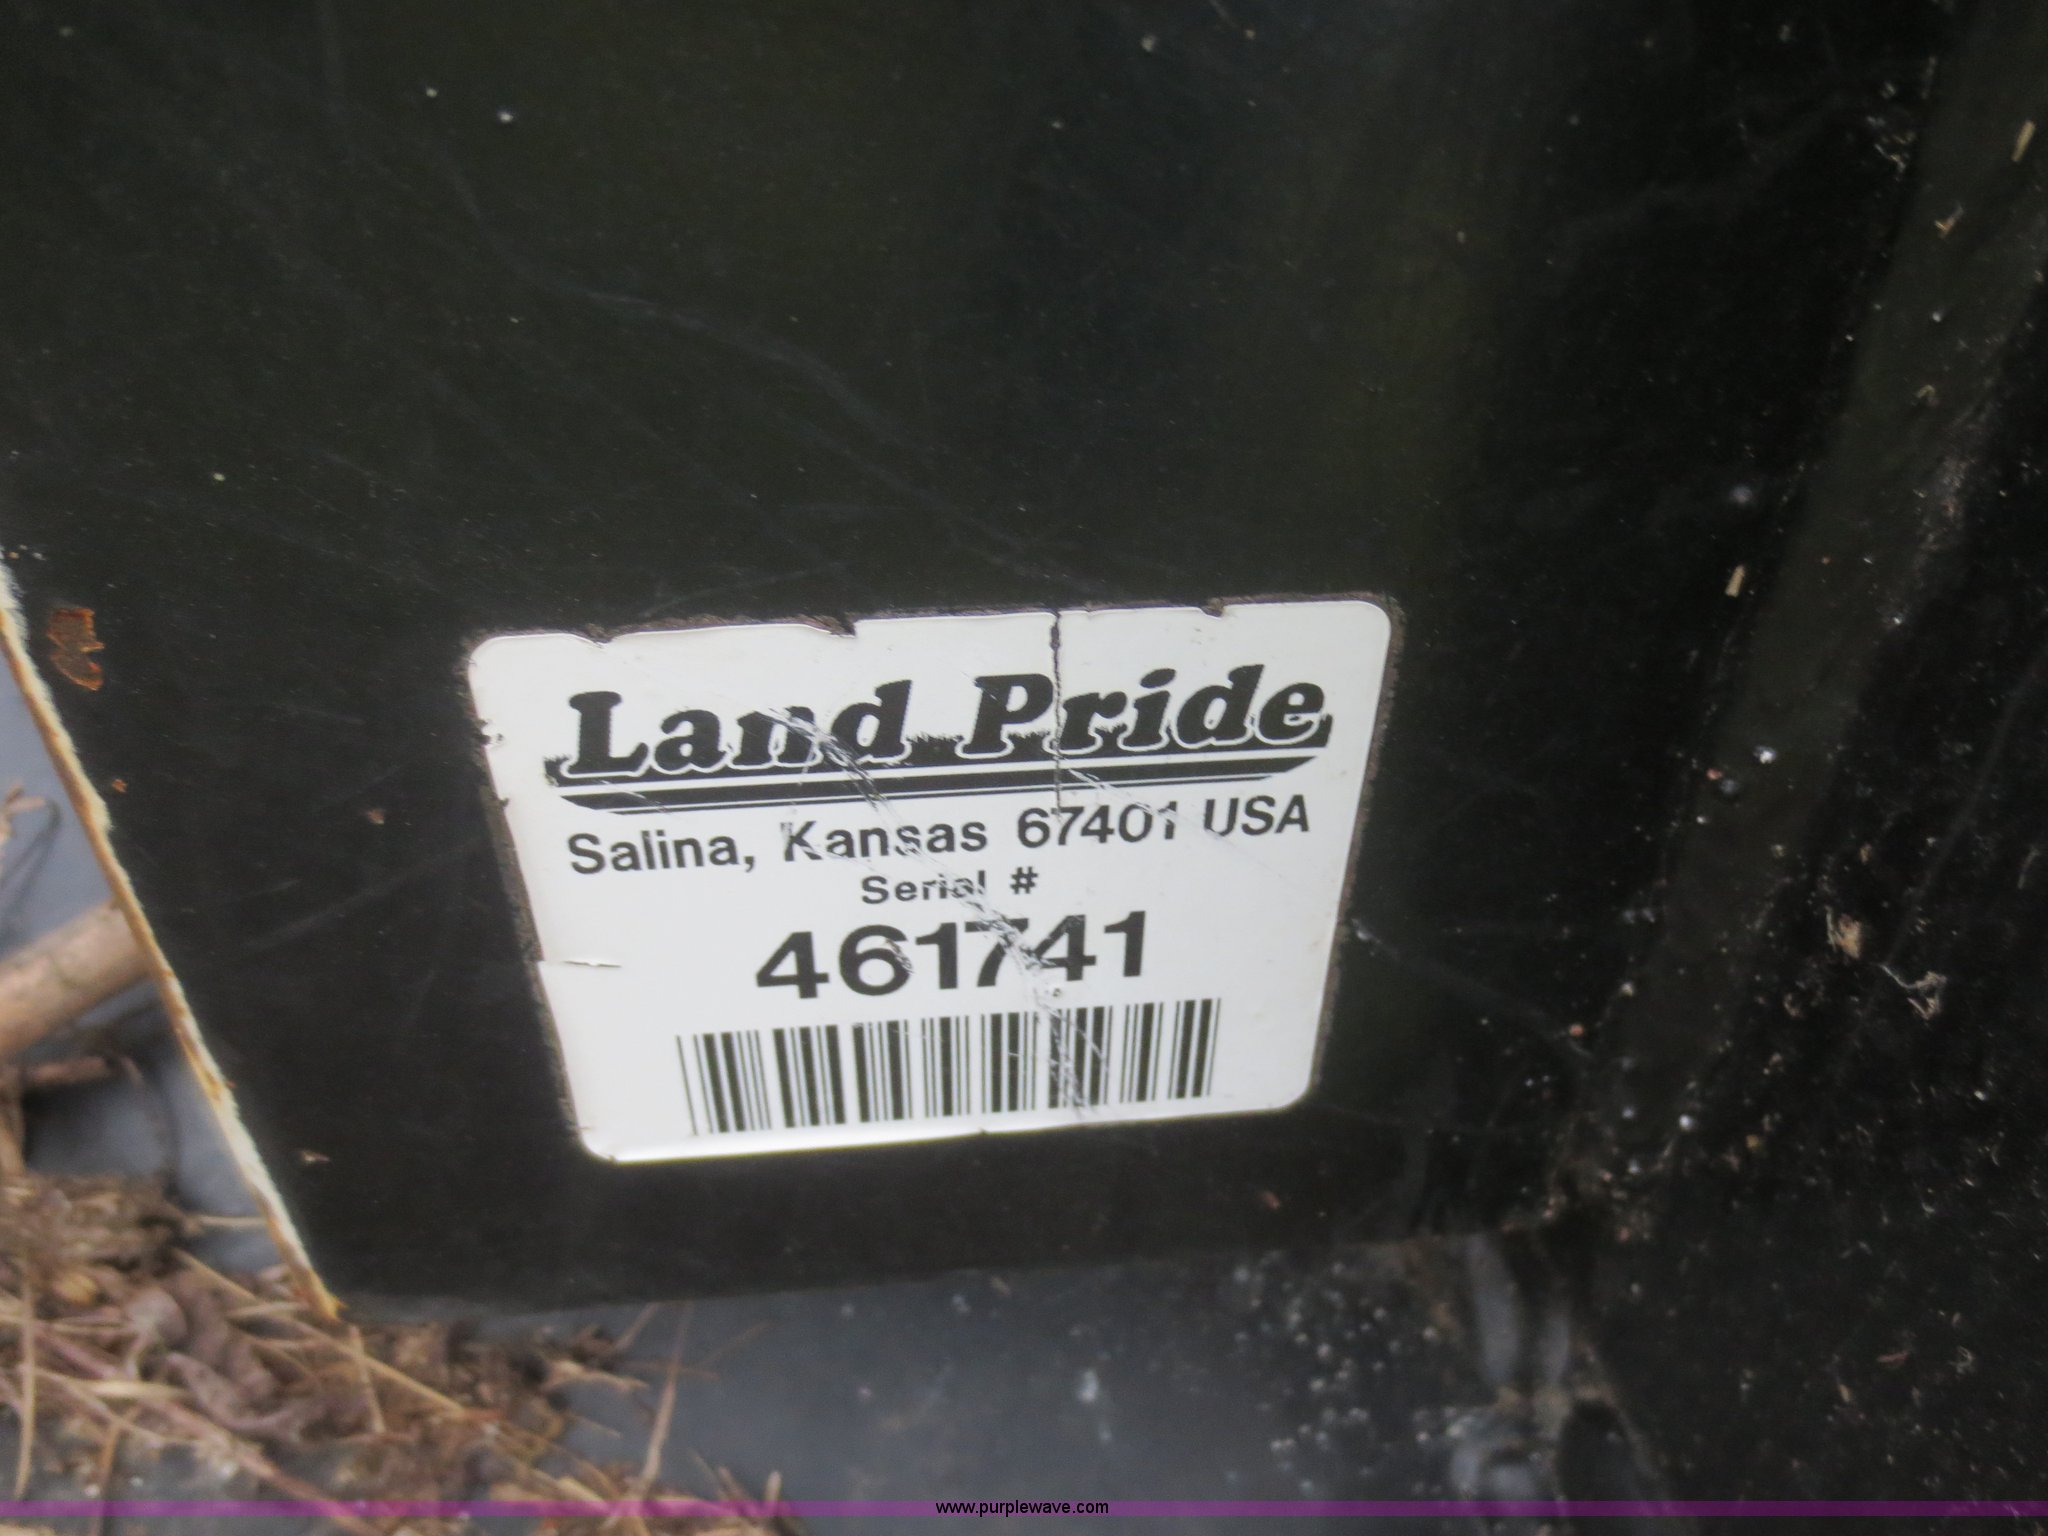 Land Pride
Salina, Kansas 67401 USA
Serial #
461741
www.purplewave.com